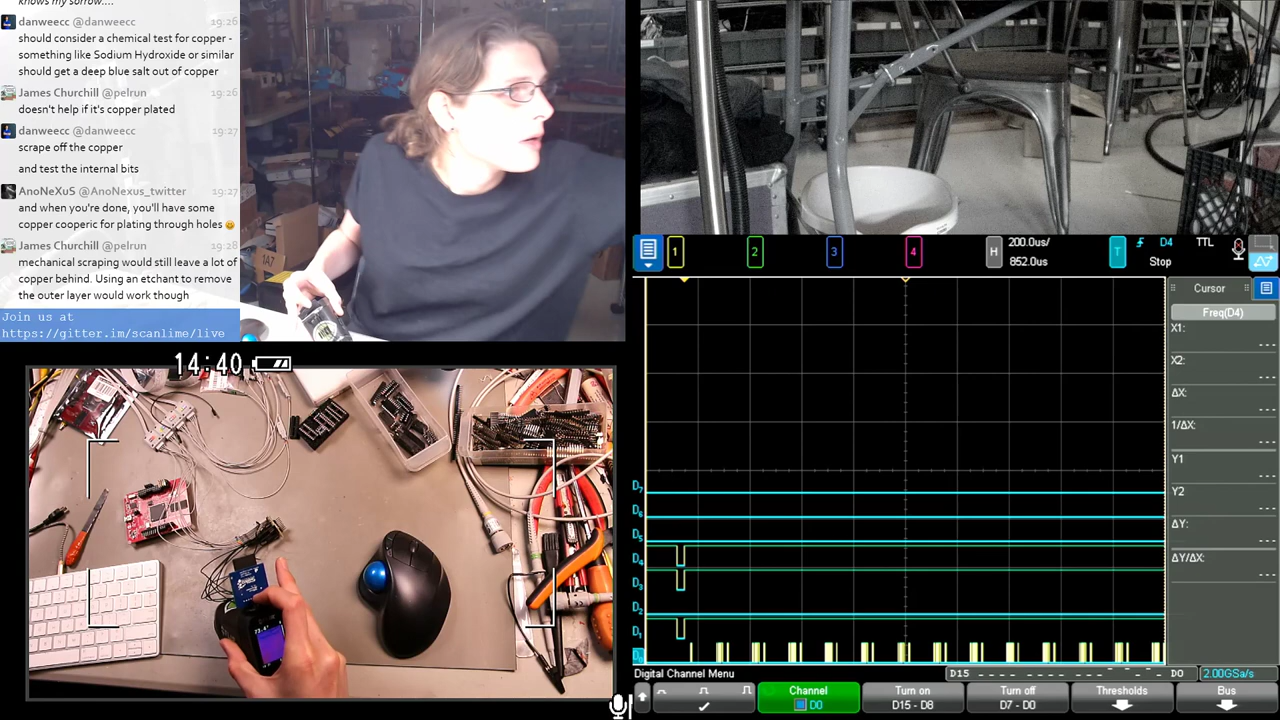 knows my sorrow....
danweecc @danweecc 19:26
should consider a chemical test for copper -
something like Sodium Hydroxide or similar
should get a deep blue salt out of copper
James Churchill @pelrun 19:26
doesn't help if it's copper plated
danweecc @danweecc 19:27
scrape off the copper
and test the internal bits
AnoNeXuS @AnoNexus_twitter 19:27
and when you're done, you'll have some
copper cooperic for plating through holes 😀
James Churchill @pelrun 19:28
mechanical scraping would still leave a lot of
copper behind. Using an etchant to remove
the outer layer would work though
Join us at
https://gitter.im/scanlime/live
1A7
14:40
1 2 3 4 H 200.0us/ 852.0us T D4 TTL Stop
Cursor
Freq(D4)
X1:
---
X2:
---
ΔX:
---
1/ΔX:
---
Y1
---
Y2
---
ΔY:
---
ΔY/ΔX:
---
D7
D6
D5
D4
D3
D2
D1
D0
Digital Channel Menu D15 D0 2.00GSa/s
Channel
D0
Turn on
D15 - D8
Turn off
D7 - D0
Thresholds
Bus